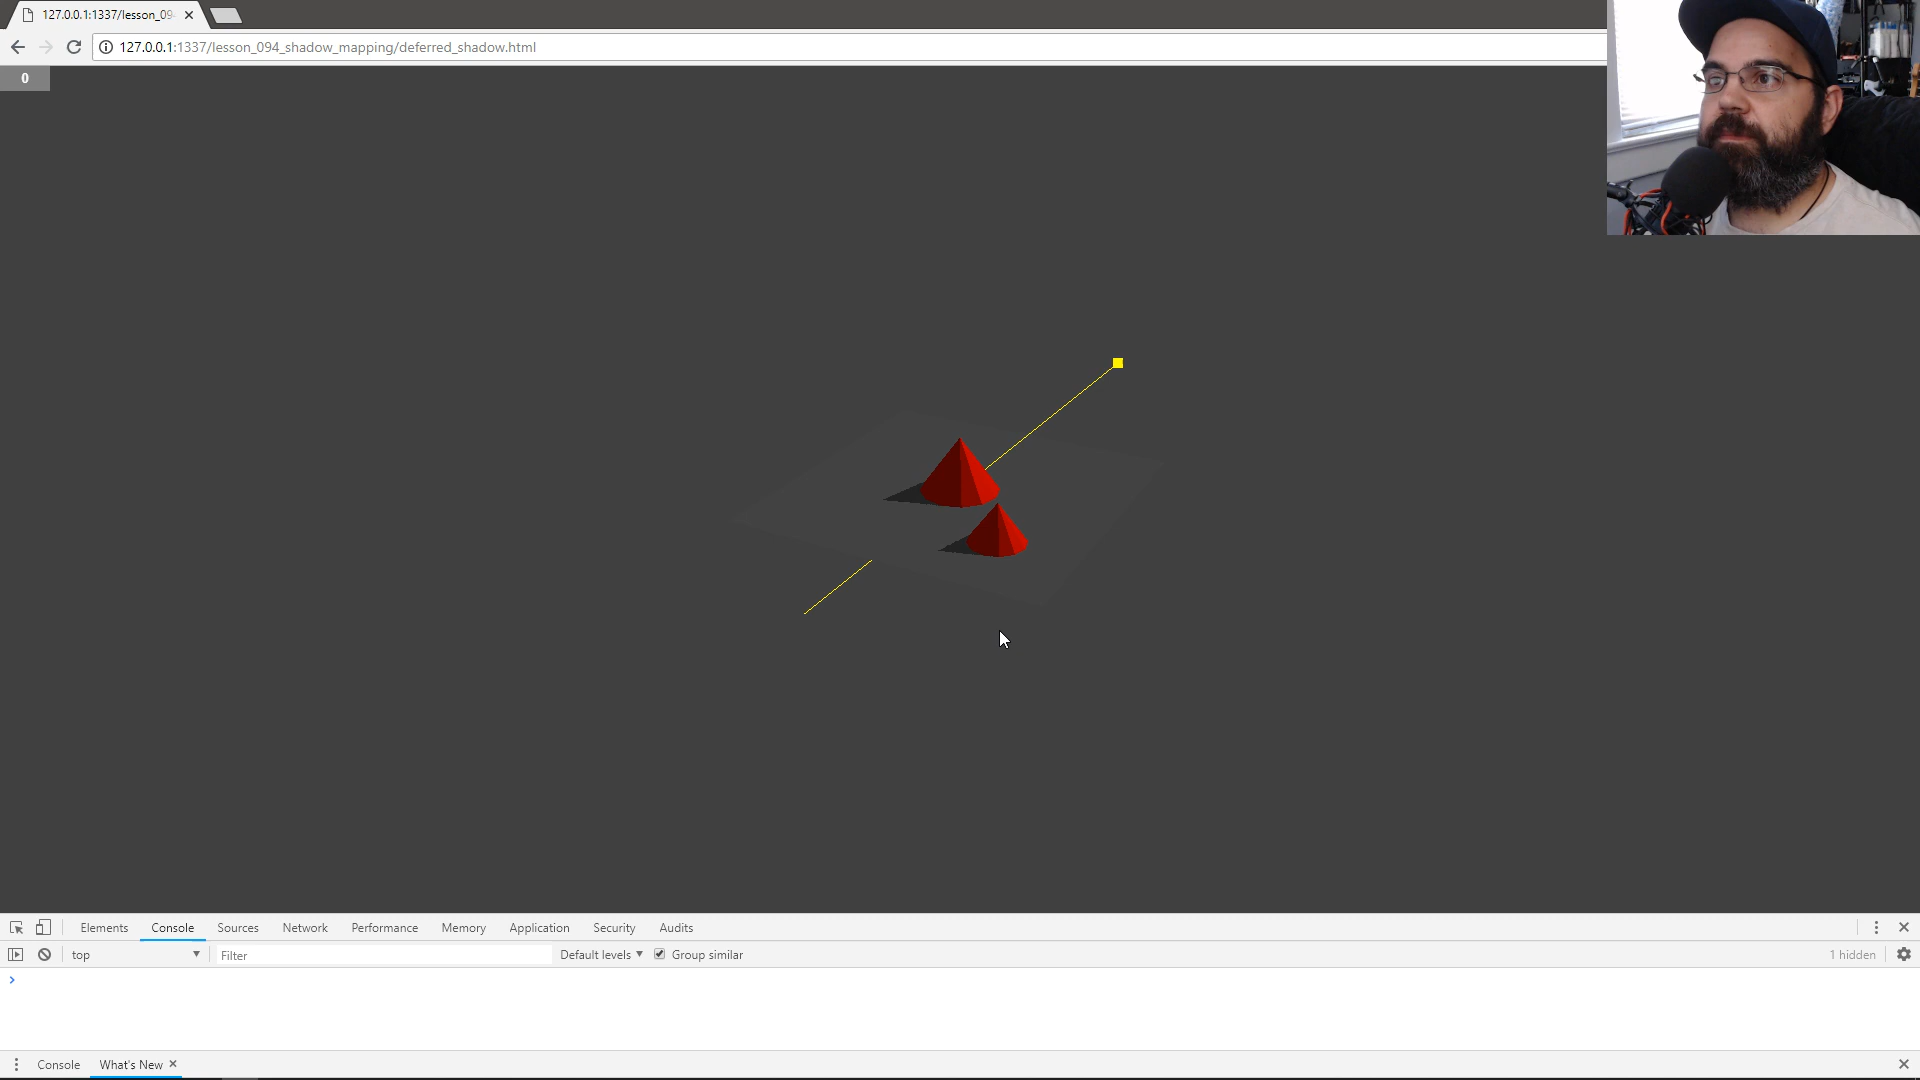 127.0.0.1:1337/lesson_09
127.0.0.1:1337/lesson_094_shadow_mapping/deferred_shadow.html
0
Elements Console Sources Network Performance Memory Application Security Audits
top Filter Default levels Group similar 1 hidden
Console What's New